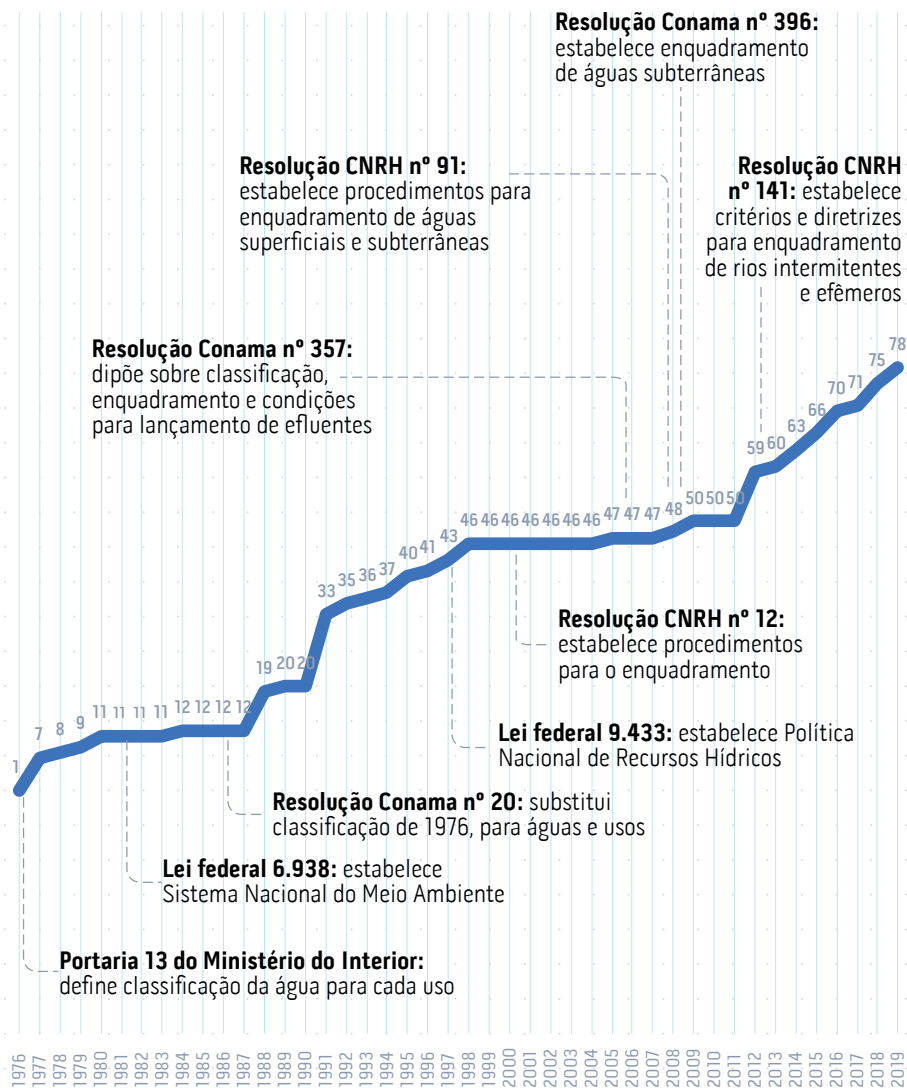 Resolução Conama nº 396:
estabelece enquadramento
de águas subterrâneas
Resolução CNRH nº 91:
estabelece procedimentos para
enquadramento de águas
superficiais e subterrâneas
Resolução CNRH
nº 141: estabelece
critérios e diretrizes
para enquadramento
de rios intermitentes
e efêmeros
Resolução Conama nº 357:
dipõe sobre classificação,
enquadramento e condições
para lançamento de efluentes
1 7 8 9 11 11 11 11 12 12 12 12 19 20 20 33 35 36 37 40 41 43 46 46 46 46 46 46 46 47 47 47 48 50 50 50 59 60 63 66 70 71 75 78
Resolução CNRH nº 12:
estabelece procedimentos
para o enquadramento
Lei federal 9.433: estabelece Política
Nacional de Recursos Hídricos
Resolução Conama nº 20: substitui
classificação de 1976, para águas e usos
Lei federal 6.938: estabelece
Sistema Nacional do Meio Ambiente
Portaria 13 do Ministério do Interior:
define classificação da água para cada uso
1976 1977 1978 1979 1980 1981 1982 1983 1984 1985 1986 1987 1988 1989 1990 1991 1992 1993 1994 1995 1996 1997 1998 1999 2000 2001 2002 2003 2004 2005 2006 2007 2008 2009 2010 2011 2012 2013 2014 2015 2016 2017 2018 2019